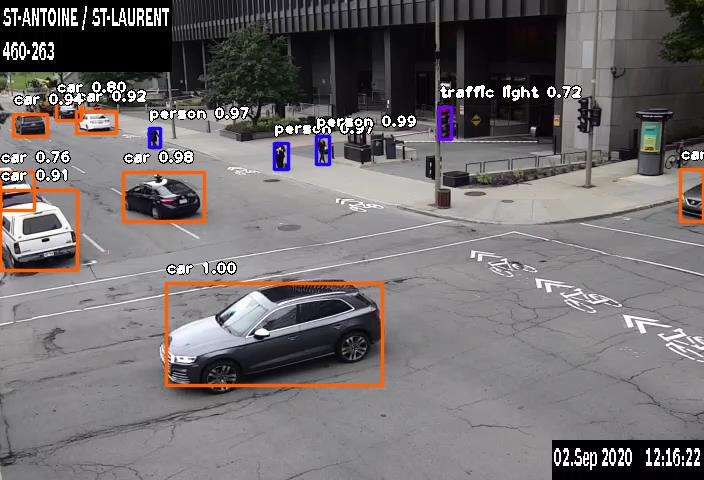 ST-ANTOINE / ST-LAURENT
460-263
car 0.80
car 0.94
car 0.92
person 0.97
person 0.97
person 0.99
traffic light 0.72
car 0.76
car 0.98
car
car 0.91
car 1.00
02.Sep 2020 12:16:22